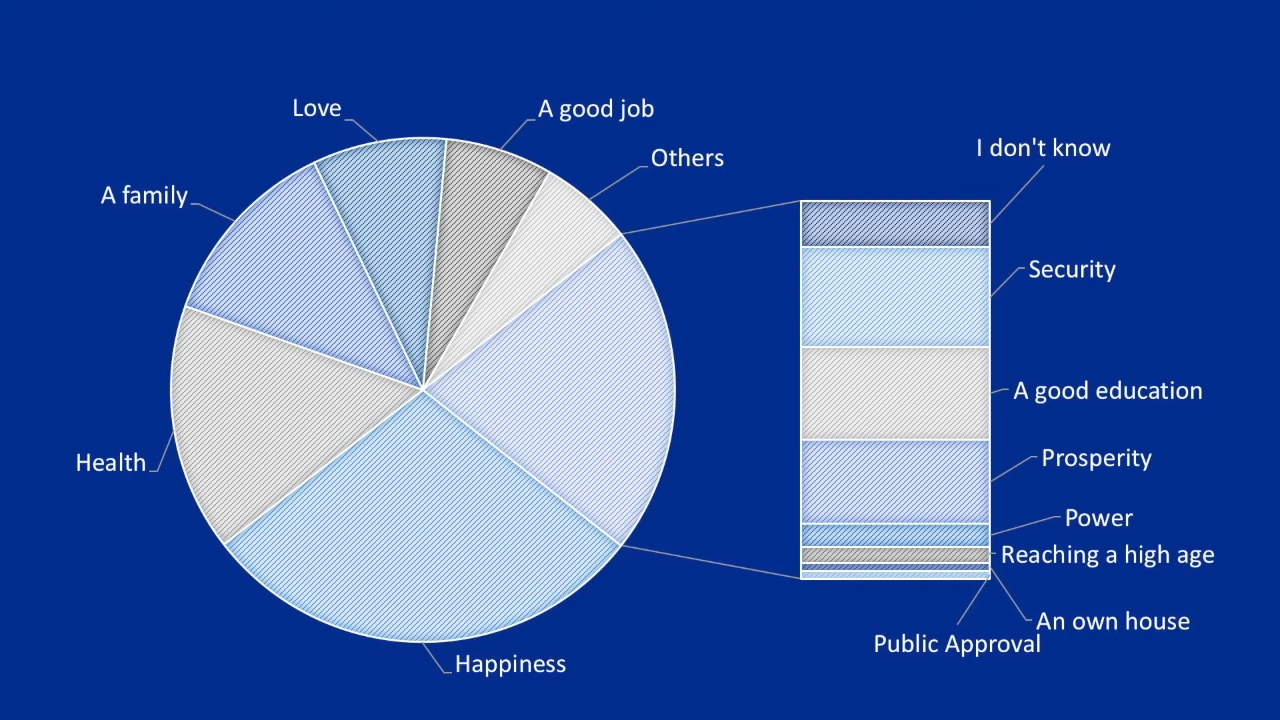 Love
A good job
Others
A family
Health
Happiness
I don't know
Security
A good education
Prosperity
Power
Reaching a high age
An own house
Public Approval